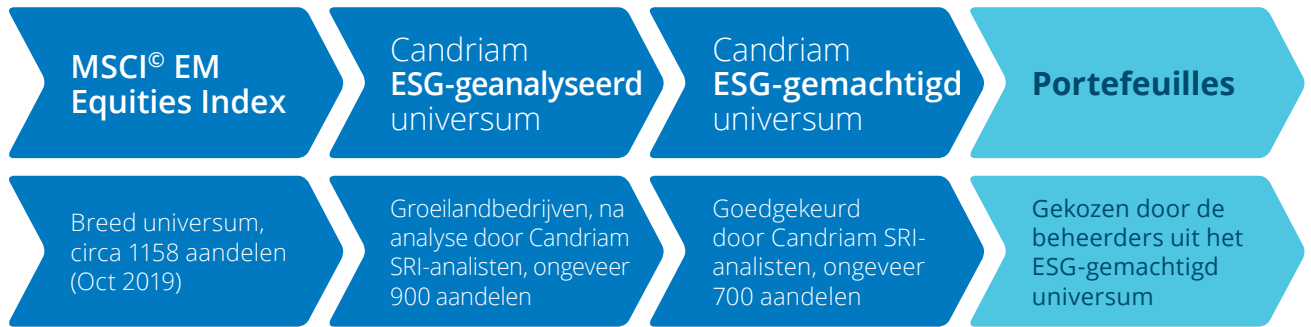 MSCI© EM
Equities Index
Candriam
ESG-geanalyseerd
universum
Candriam
ESG-gemachtigd
universum
Portefeuilles
Breed universum,
circa 1158 aandelen
(Oct 2019)
Groeilandbedrijven, na
analyse door Candriam
SRI-analisten, ongeveer
900 aandelen
Goedgekeurd
door Candriam SRI-
analisten, ongeveer
700 aandelen
Gekozen door de
beheerders uit het
ESG-gemachtigd
universum